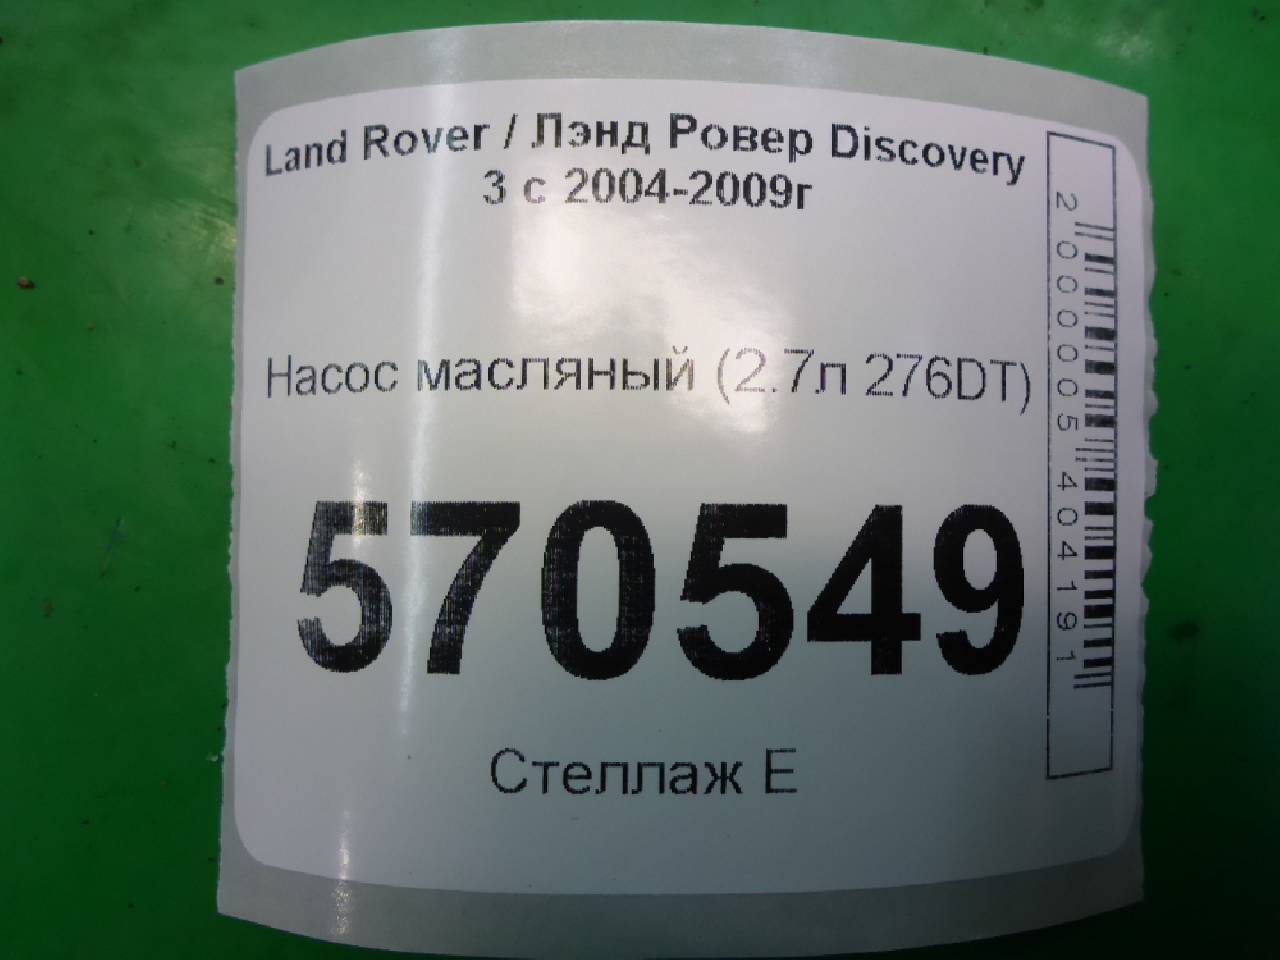 Land Rover / Лэнд Ровер Discovery
3 с 2004-2009г
Насос масляный (2.7л 276DT)
570549
Стеллаж Е
2000005404191